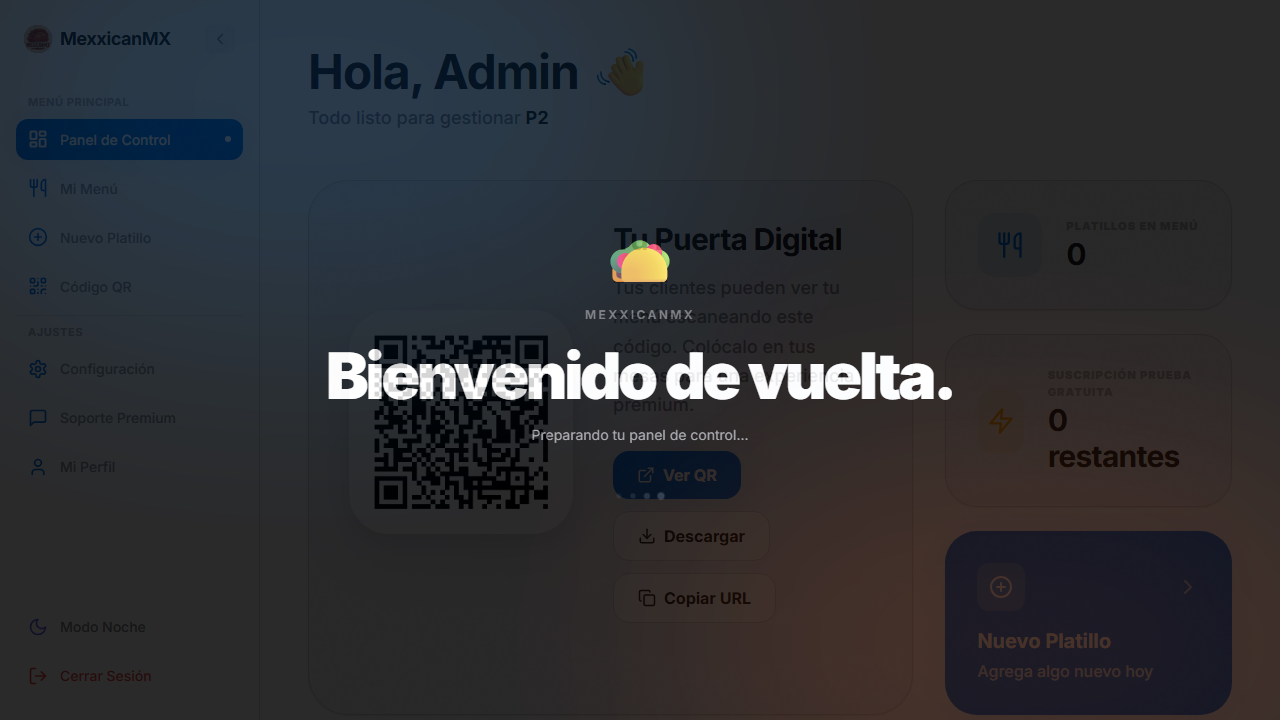 MexxicanMX
MENÚ PRINCIPAL
Panel de Control
Mi Menú
Nuevo Platillo
Código QR
AJUSTES
Configuración
Soporte Premium
Mi Perfil
Modo Noche
Cerrar Sesión
Hola, Admin
Todo listo para gestionar P2
Tu Puerta Digital
Tus clientes pueden ver tu
menú escaneando este
código. Colócalo en tus
premium.
Ver QR
Descargar
Copiar URL
MEXXICANMX
Bienvenido de vuelta.
Preparando tu panel de control...
PLATILLOS EN MENÚ
0
SUSCRIPCIÓN PRUEBA
GRATUITA
0
restantes
Nuevo Platillo
Agrega algo nuevo hoy